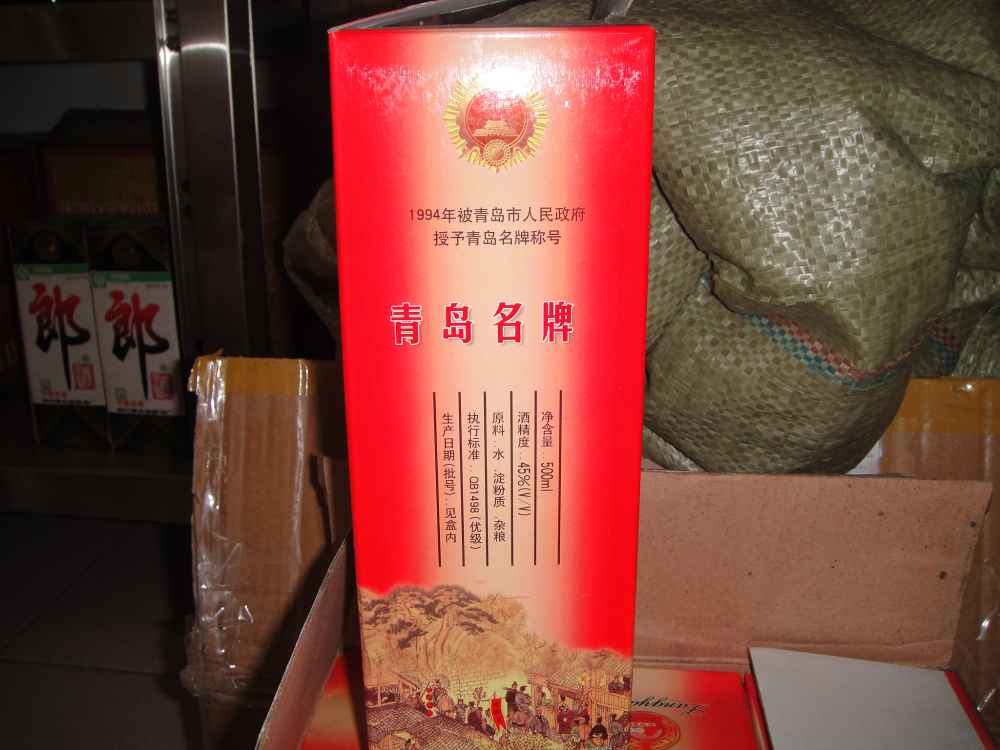 1994年被青岛市人民政府
授予青岛名牌称号
青岛名牌
净含量:500ml
酒精度:45%(V/V)
原料:水、淀粉质、杂粮
执行标准:QB1498(优级)
生产日期(批号):见盒内
郎
郎